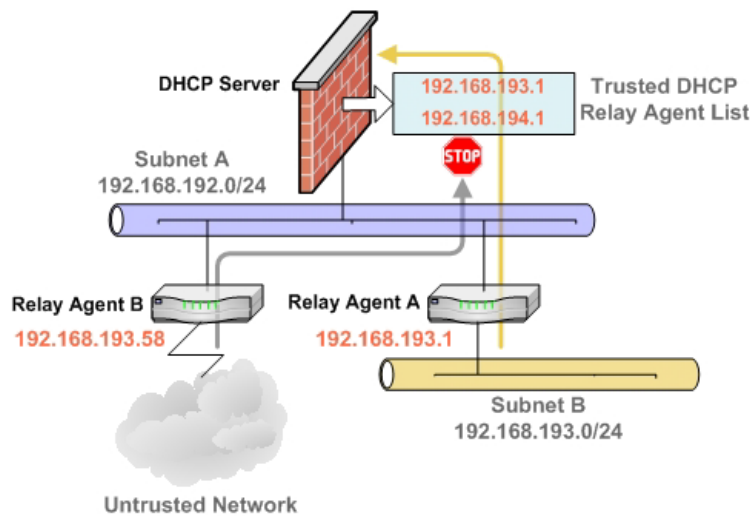 DHCP Server
192.168.193.1
192.168.194.1
Trusted DHCP
Relay Agent List
STOP
Subnet A
192.168.192.0/24
Relay Agent B
192.168.193.58
Relay Agent A
192.168.193.1
Subnet B
192.168.193.0/24
Untrusted Network